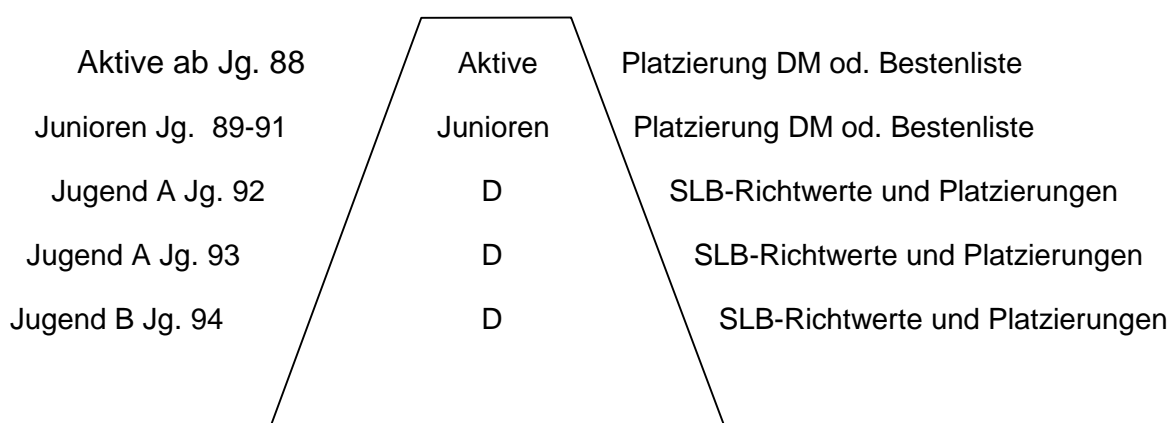 Aktive ab Jg. 88 Aktive Platzierung DM od. Bestenliste
Junioren Jg. 89-91 Junioren Platzierung DM od. Bestenliste
Jugend A Jg. 92 D SLB-Richtwerte und Platzierungen
Jugend A Jg. 93 D SLB-Richtwerte und Platzierungen
Jugend B Jg. 94 D SLB-Richtwerte und Platzierungen